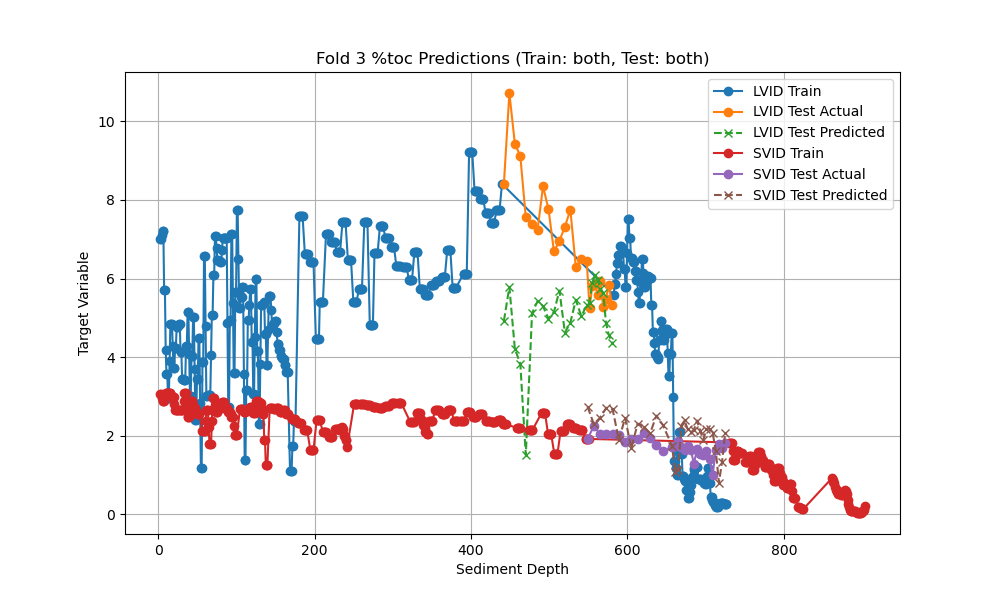 Fold 3 %toc Predictions (Train: both, Test: both)
LVID Train
LVID Test Actual
LVID Test Predicted
SVID Train
SVID Test Actual
SVID Test Predicted
Target Variable
10
8
6
4
2
0
0 200 400 600 800
Sediment Depth